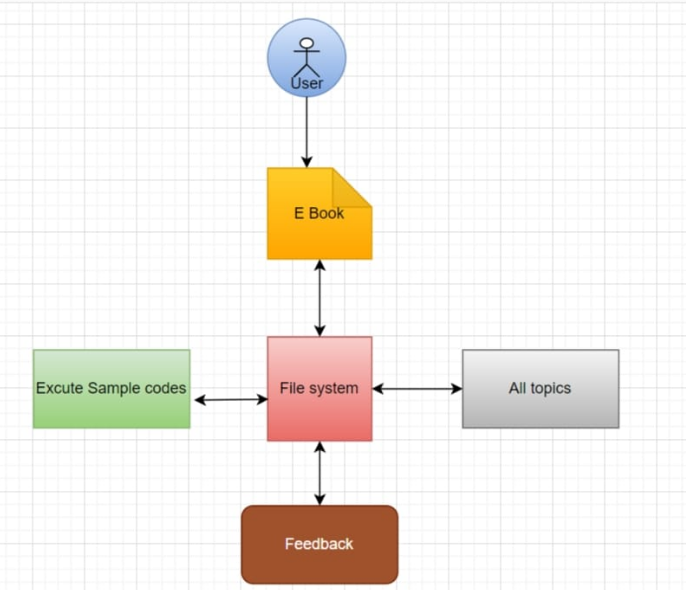 User
E Book
Excute Sample codes
File system
All topics
Feedback